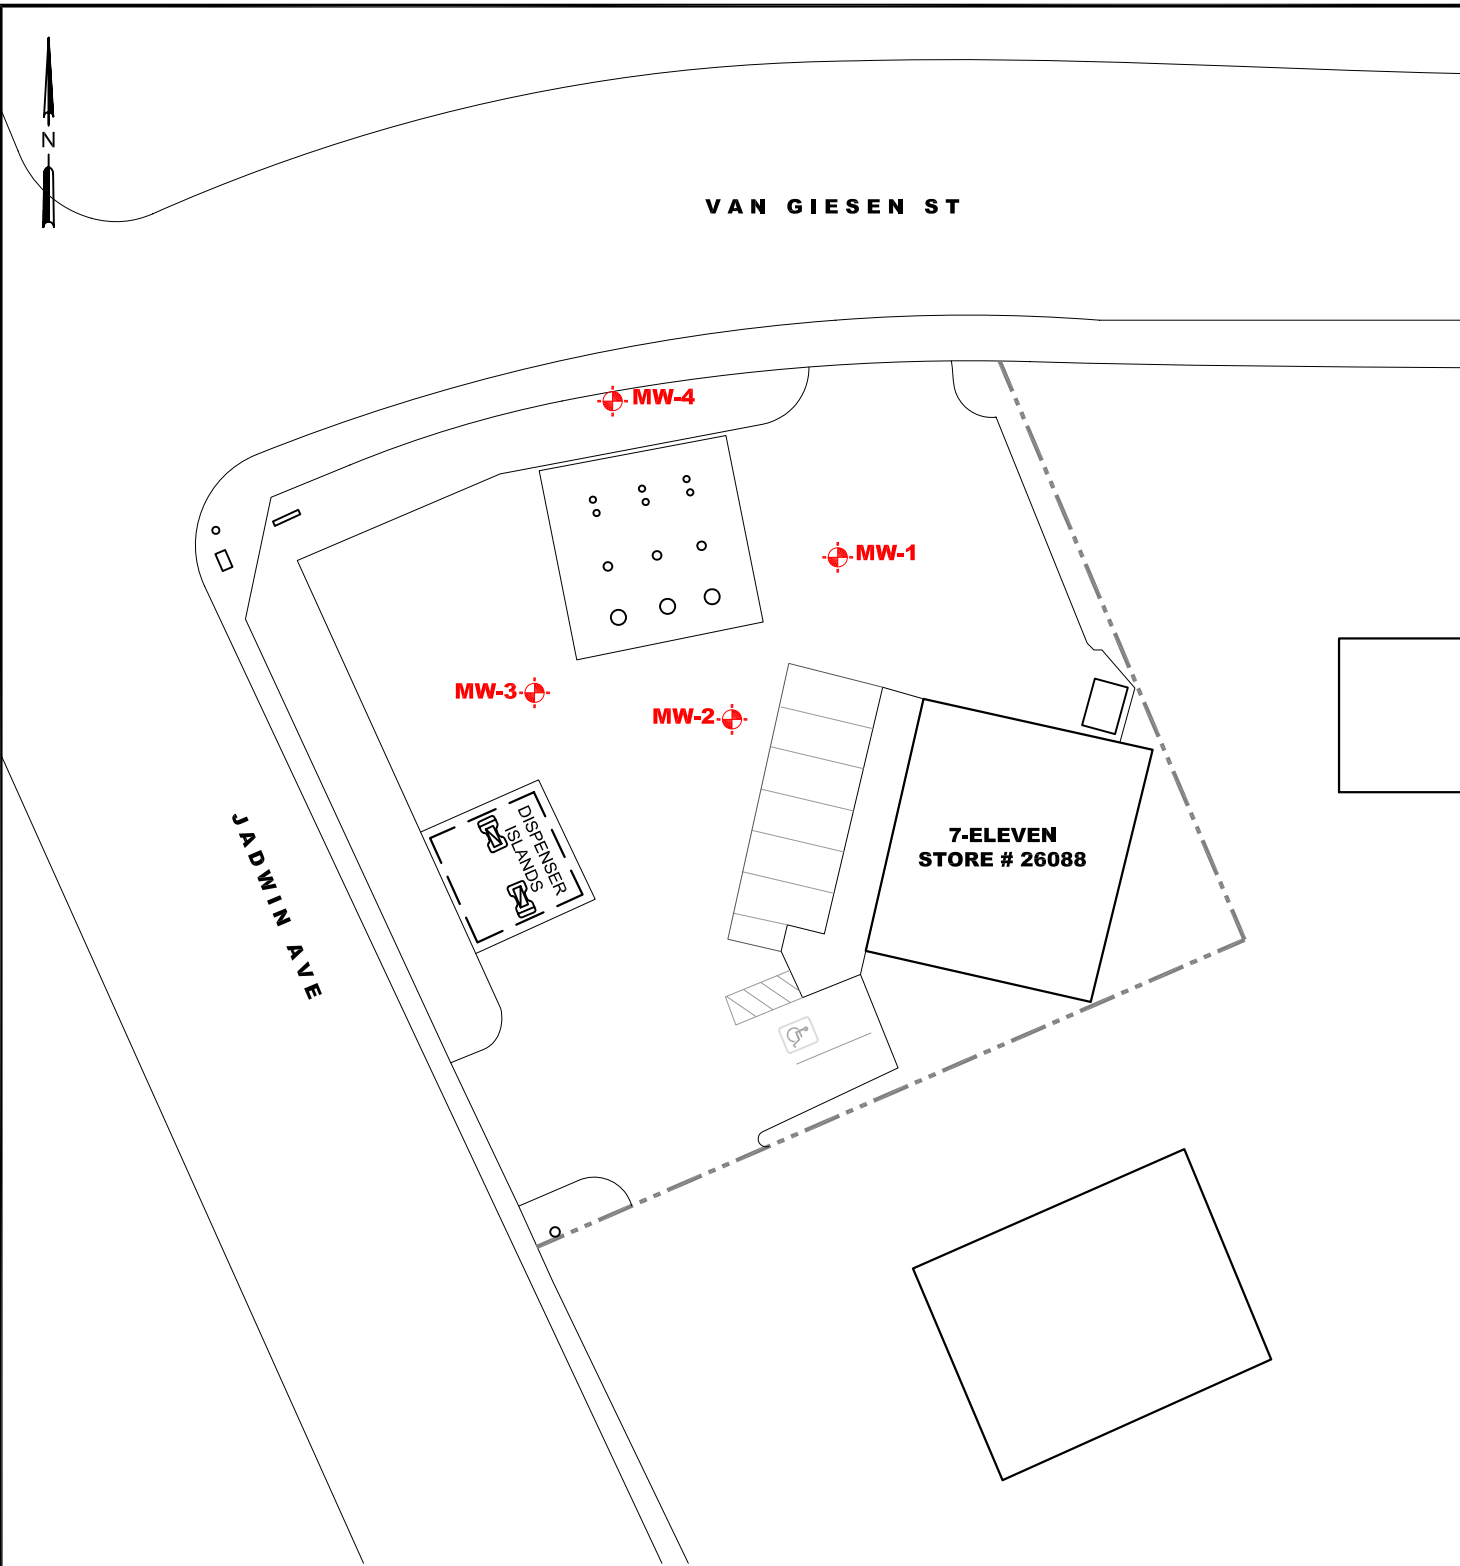 N
VAN GIESEN ST
MW-4
MW-1
MW-3
MW-2
DISPENSER
ISLANDS
7-ELEVEN
STORE # 26088
JADWIN AVE